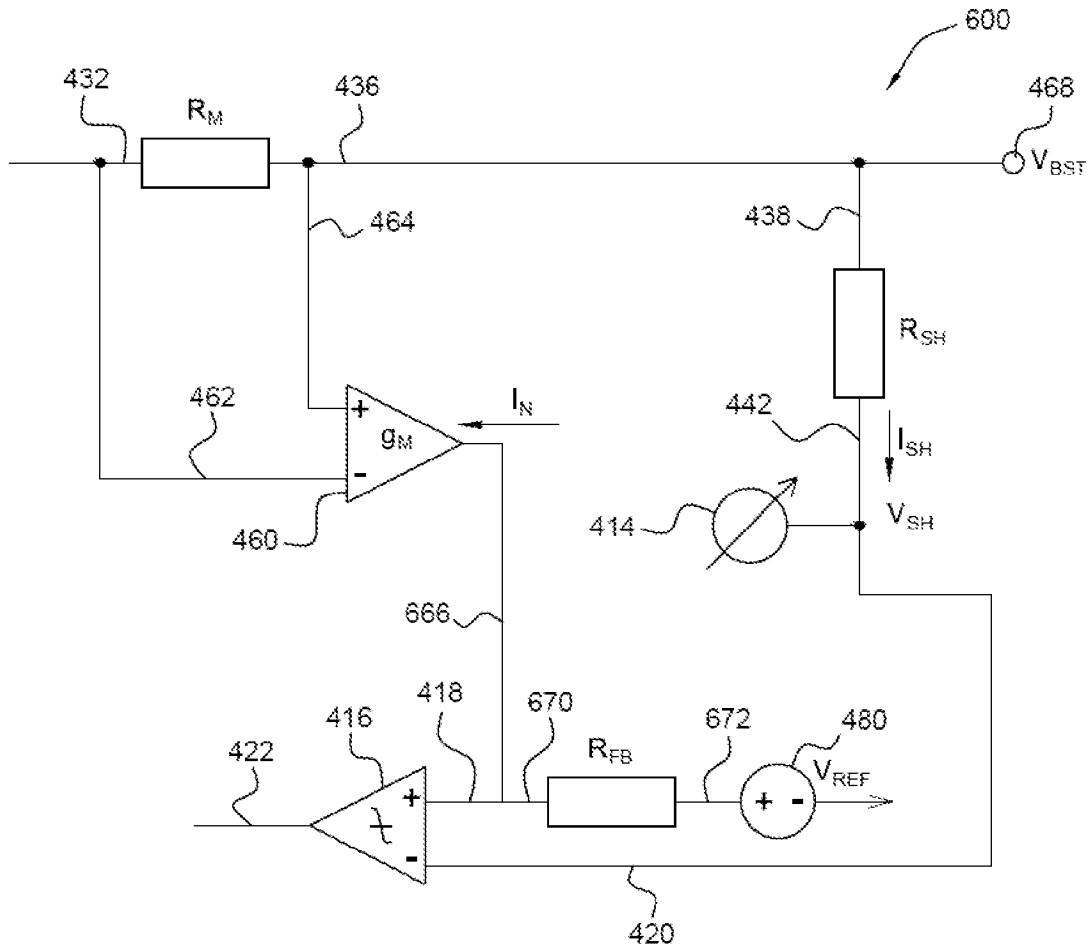 600
432
R_M
436
468
V_BST
464
438
R_SH
462
+
g_M
-
I_N
442
I_SH
460
414
V_SH
666
418
670
672
480
416
R_FB
V_REF
422
+
+ -
-
420